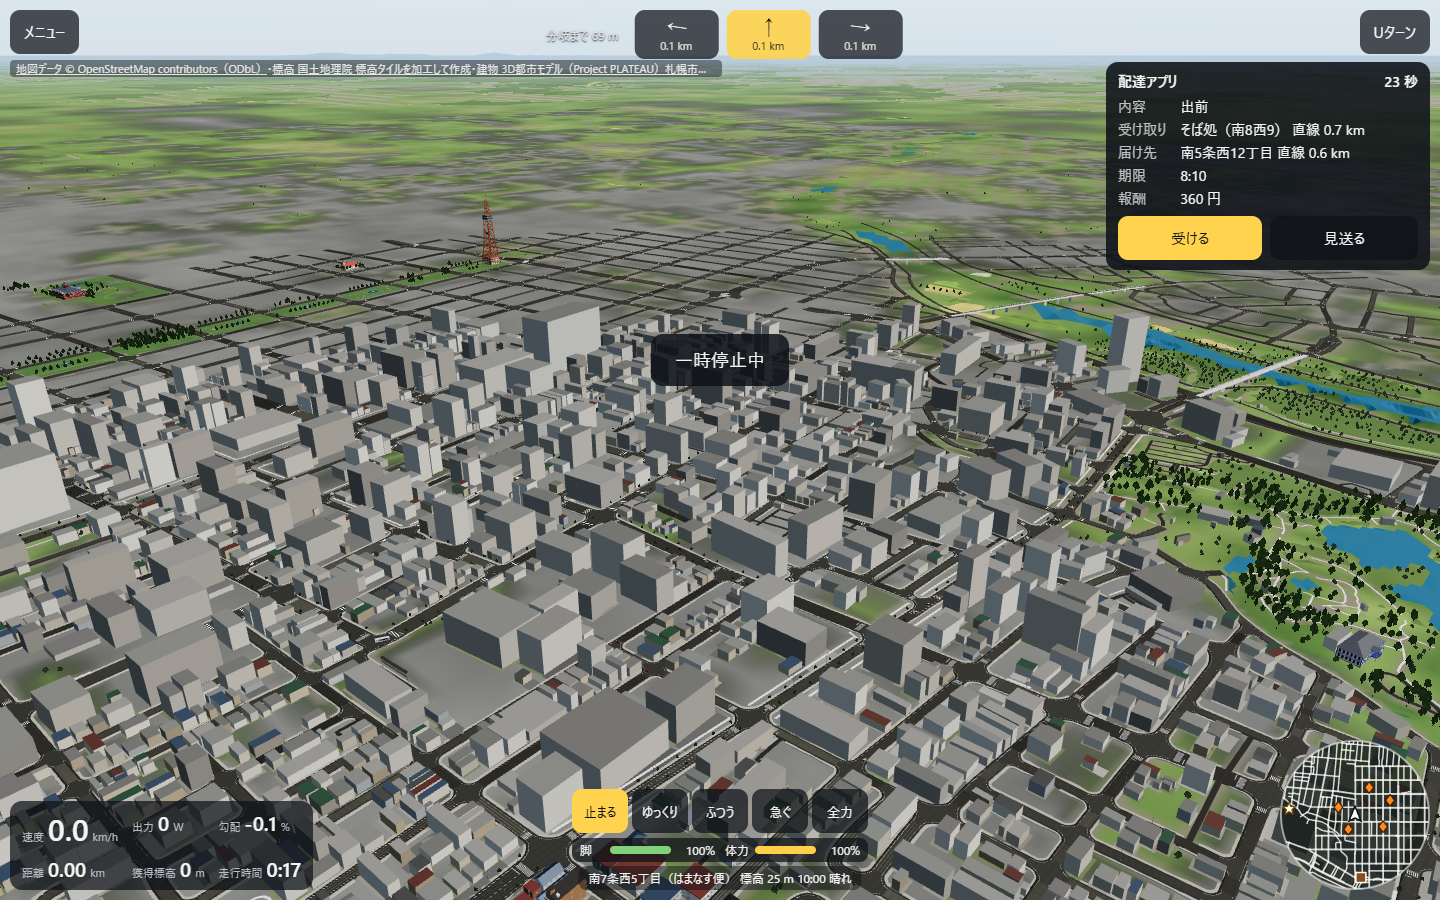 メニュー
分岐まで 69 m
← 0.1 km
↑ 0.1 km
→ 0.1 km
Uターン
地図データ © OpenStreetMap contributors（ODbL）・標高 国土地理院 標高タイルを加工して作成・建物 3D都市モデル（Project PLATEAU）札幌市...
配達アプリ 23 秒
内容 出前
受け取り そば処（南8西9） 直線 0.7 km
届け先 南5条西12丁目 直線 0.6 km
期限 8:10
報酬 360 円
受ける 見送る
一時停止中
止まる ゆっくり ふつう 急ぐ 全力
脚 100% 体力 100%
南7条西5丁目（はまなす便） 標高 25 m 10:00 晴れ
速度 0.0 km/h 出力 0 W 勾配 -0.1 %
距離 0.00 km 獲得標高 0 m 走行時間 0:17